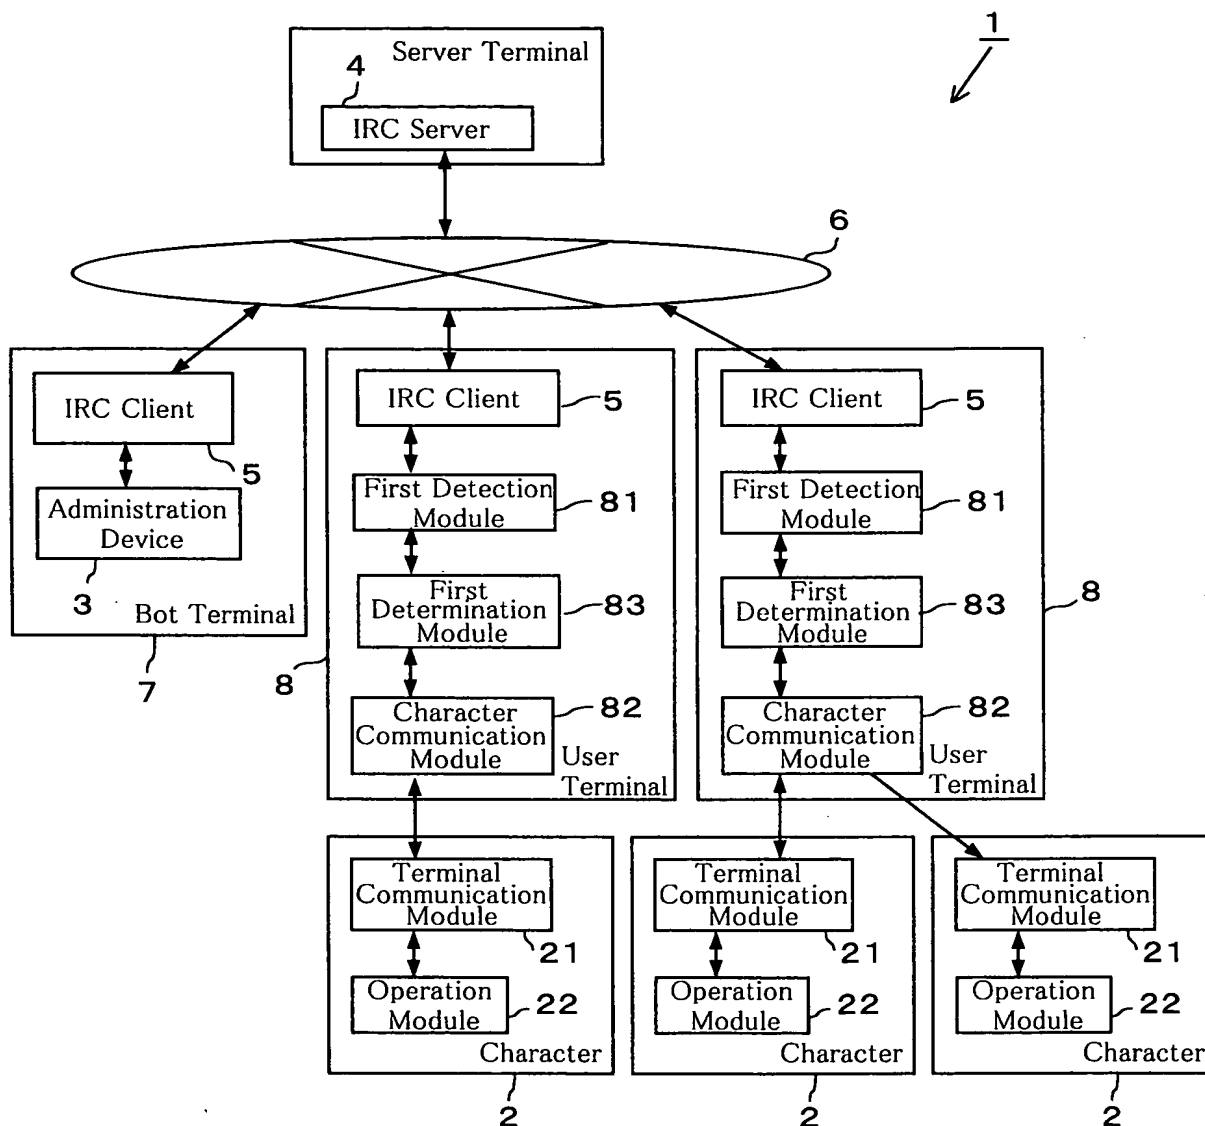 1
Server Terminal
4
IRC Server
6
IRC Client
5
Administration
Device
3
Bot Terminal
7
IRC Client
5
First Detection
Module
81
First
Determination
Module
83
Character
Communication
Module
82
User
Terminal
8
IRC Client
5
First Detection
Module
81
First
Determination
Module
83
Character
Communication
Module
82
User
Terminal
8
Terminal
Communication
Module
21
Operation
Module
22
Character
2
Terminal
Communication
Module
21
Operation
Module
22
Character
2
Terminal
Communication
Module
21
Operation
Module
22
Character
2